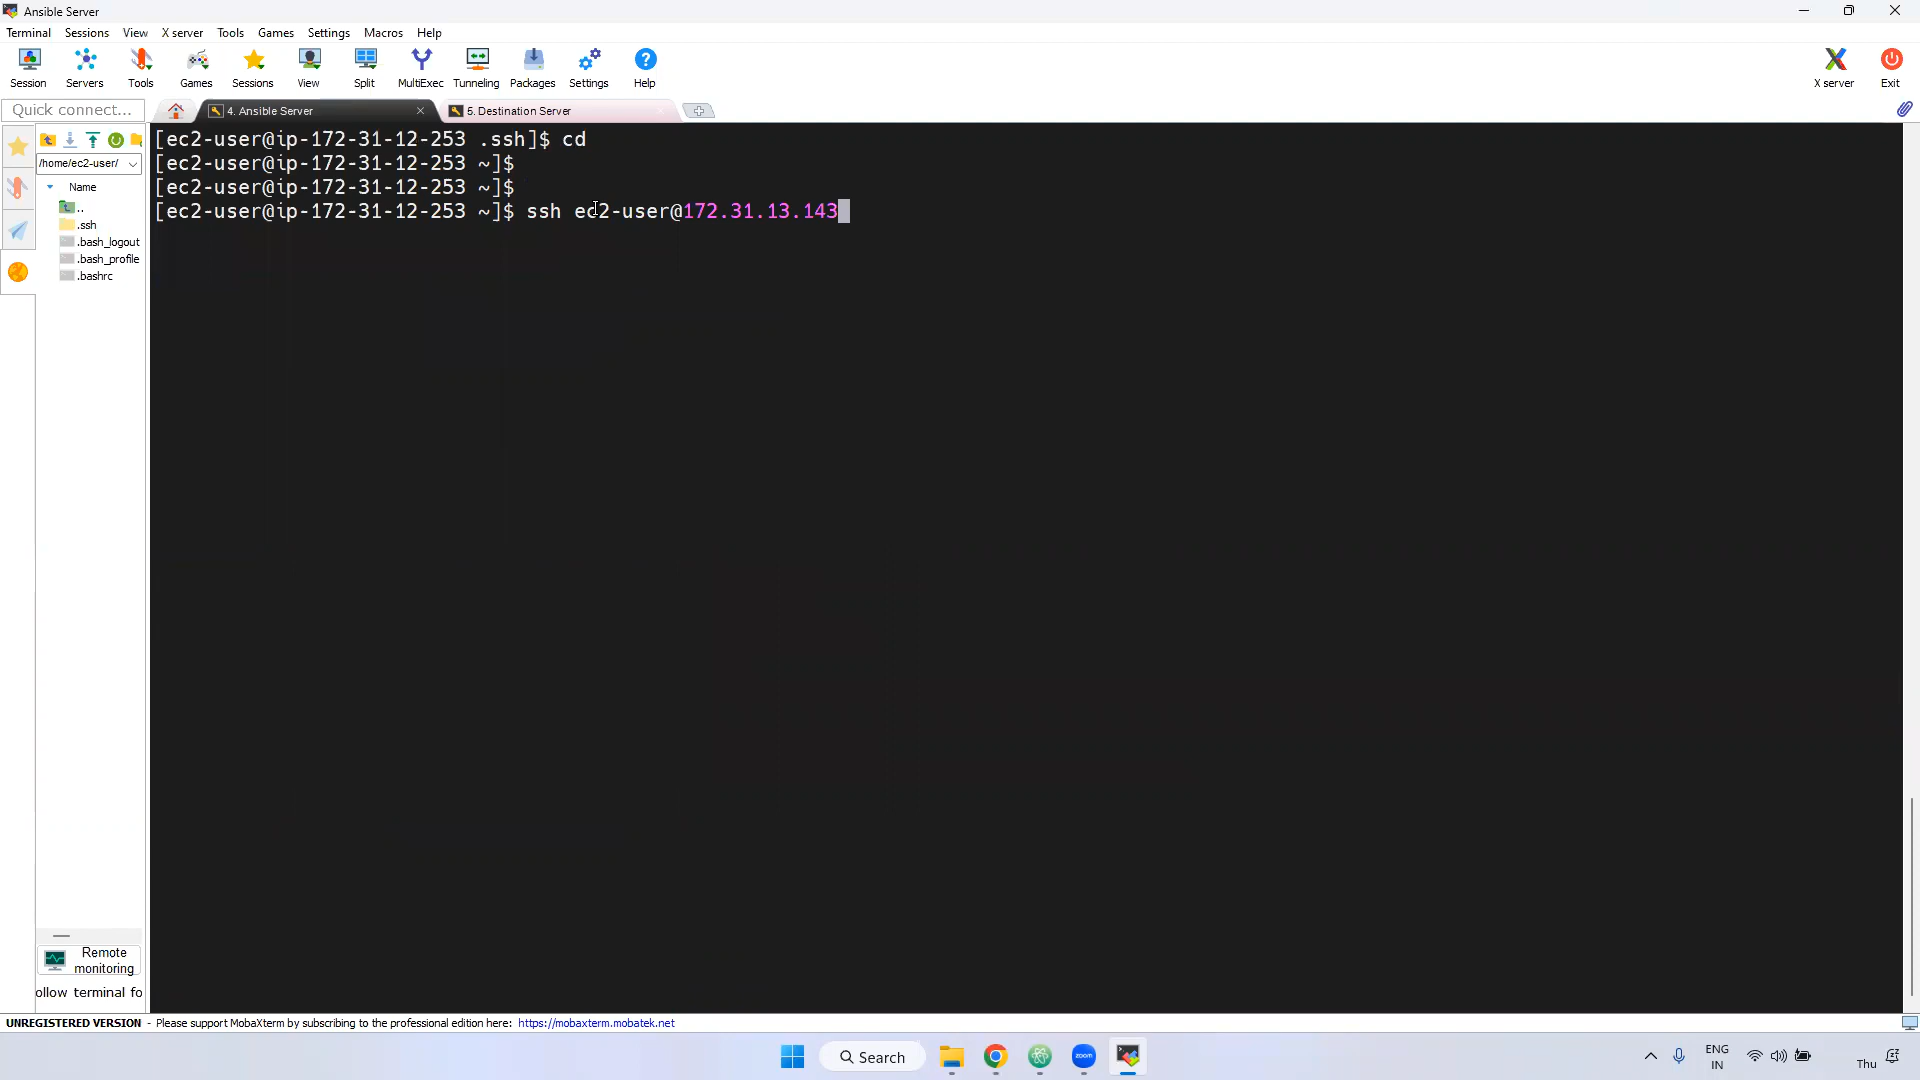 Ansible Server
Terminal Sessions View X server Tools Games Settings Macros Help
Session Servers Tools Games Sessions View Split MultiExec Tunneling Packages Settings Help X server Exit
Quick connect... 4. Ansible Server 5. Destination Server
/home/ec2-user/
Name
..
.ssh
.bash_logout
.bash_profile
.bashrc
[ec2-user@ip-172-31-12-253 .ssh]$ cd
[ec2-user@ip-172-31-12-253 ~]$
[ec2-user@ip-172-31-12-253 ~]$
[ec2-user@ip-172-31-12-253 ~]$ ssh ec2-user@172.31.13.143
Remote
monitoring
ollow terminal fo
UNREGISTERED VERSION - Please support MobaXterm by subscribing to the professional edition here: https://mobaxterm.mobatek.net
Search
zoom
ENG
IN
Thu